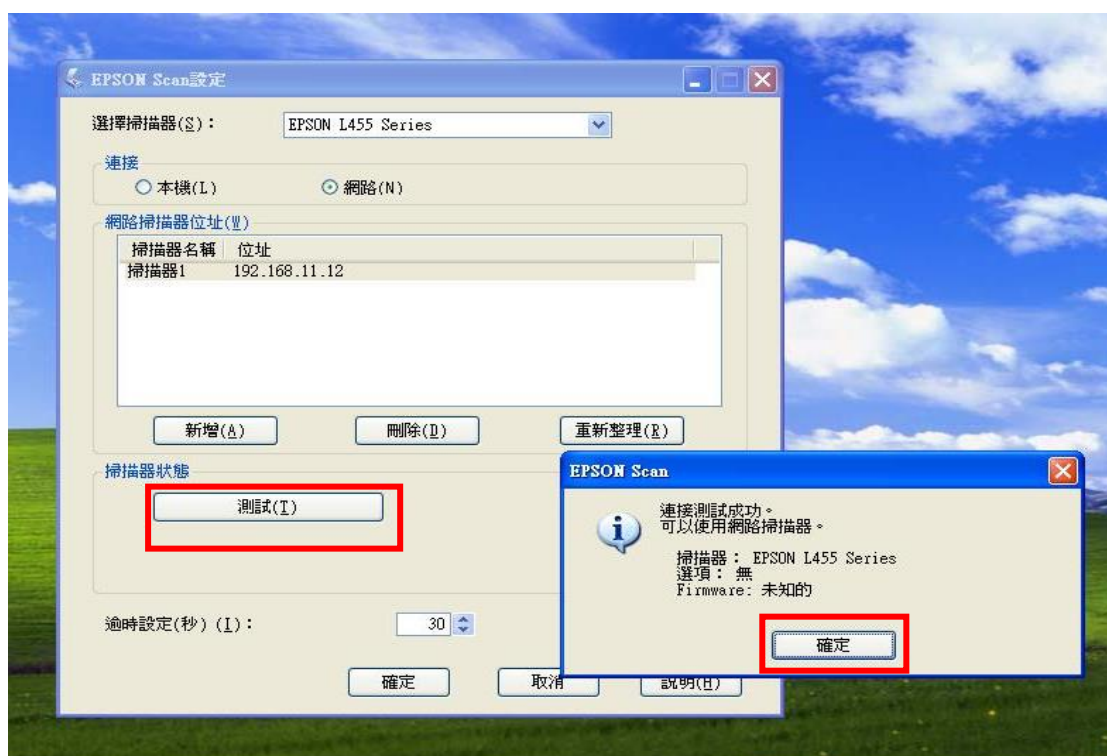 EPSON Scan設定
選擇掃描器(S)： EPSON L455 Series
連接
本機(L) 網路(N)
網路掃描器位址(W)
掃描器名稱 位址
掃描器1 192.168.11.12
新增(A) 刪除(D) 重新整理(R)
掃描器狀態
測試(T)
逾時設定(秒) (I)： 30
確定 取消 說明(H)
EPSON Scan
連接測試成功。
可以使用網路掃描器。
掃描器： EPSON L455 Series
選項： 無
Firmware: 未知的
確定